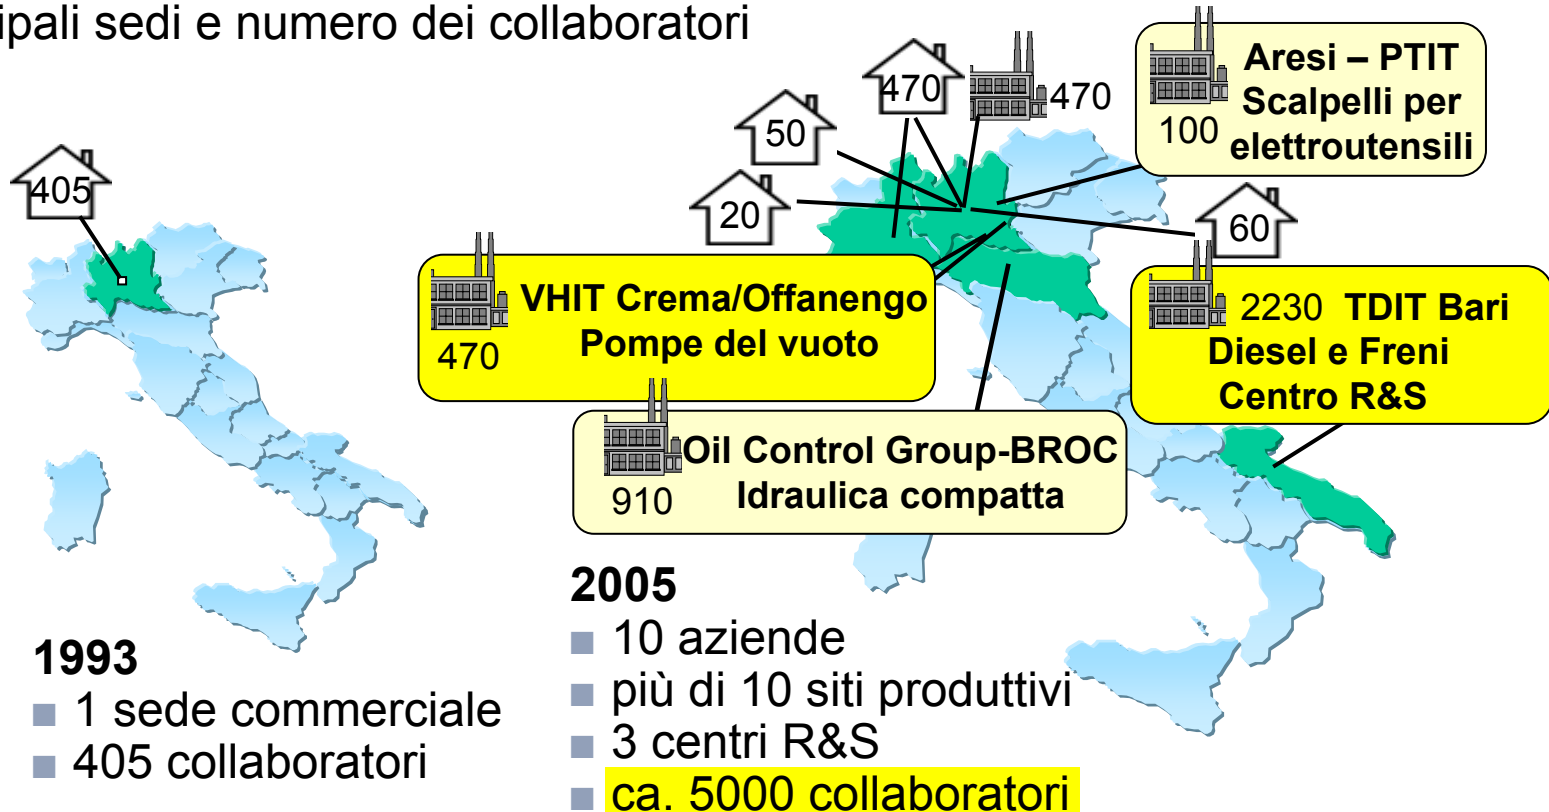 ipali sedi e numero dei collaboratori
405
1993
1 sede commerciale
405 collaboratori
470
470
50
20
60
100
Aresi – PTIT
Scalpelli per
elettroutensili
470
VHIT Crema/Offanengo
Pompe del vuoto
2230 TDIT Bari
Diesel e Freni
Centro R&S
910
Oil Control Group-BROC
Idraulica compatta
2005
10 aziende
più di 10 siti produttivi
3 centri R&S
ca. 5000 collaboratori